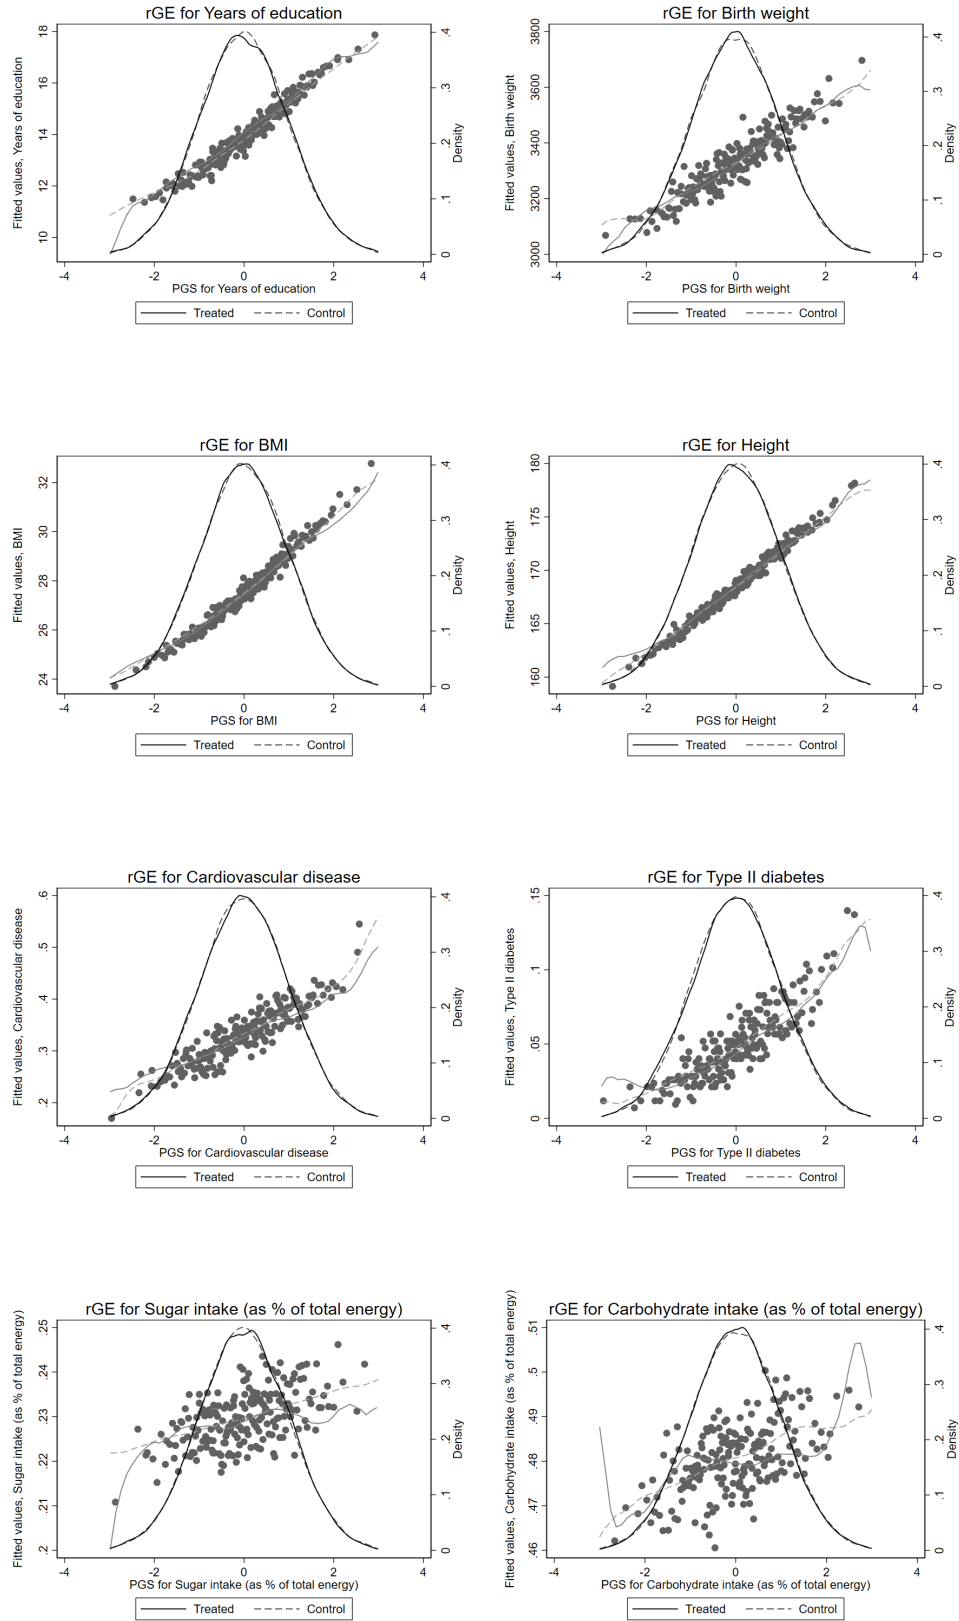 rGE for Years of education
Fitted values, Years of education
18
16
14
12
10
.4
.3
.2
.1
0
Density
-4 -2 0 2 4
PGS for Years of education
Treated Control
rGE for Birth weight
Fitted values, Birth weight
3800
3600
3400
3200
3000
.4
.3
.2
.1
0
Density
-4 -2 0 2 4
PGS for Birth weight
Treated Control
rGE for BMI
Fitted values, BMI
32
30
28
26
24
.4
.3
.2
.1
0
Density
-4 -2 0 2 4
PGS for BMI
Treated Control
rGE for Height
Fitted values, Height
180
175
170
165
160
.4
.3
.2
.1
0
Density
-4 -2 0 2 4
PGS for Height
Treated Control
rGE for Cardiovascular disease
Fitted values, Cardiovascular disease
.6
.5
.4
.3
.2
.4
.3
.2
.1
0
Density
-4 -2 0 2 4
PGS for Cardiovascular disease
Treated Control
rGE for Type II diabetes
Fitted values, Type II diabetes
.15
.1
.05
0
.4
.3
.2
.1
0
Density
-4 -2 0 2 4
PGS for Type II diabetes
Treated Control
rGE for Sugar intake (as % of total energy)
Fitted values, Sugar intake (as % of total energy)
.25
.24
.23
.22
.21
.2
.4
.3
.2
.1
0
Density
-4 -2 0 2 4
PGS for Sugar intake (as % of total energy)
Treated Control
rGE for Carbohydrate intake (as % of total energy)
Fitted values, Carbohydrate intake (as % of total energy)
.51
.5
.49
.48
.47
.46
.4
.3
.2
.1
0
Density
-4 -2 0 2 4
PGS for Carbohydrate intake (as % of total energy)
Treated Control